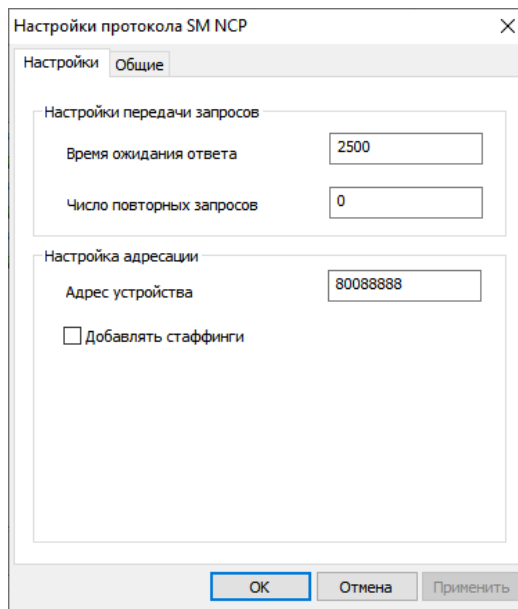 Настройки протокола SM NCP
Настройки Общие
Настройки передачи запросов
Время ожидания ответа 2500
Число повторных запросов 0
Настройка адресации
Адрес устройства 80088888
Добавлять стаффинги
OK Отмена Применить